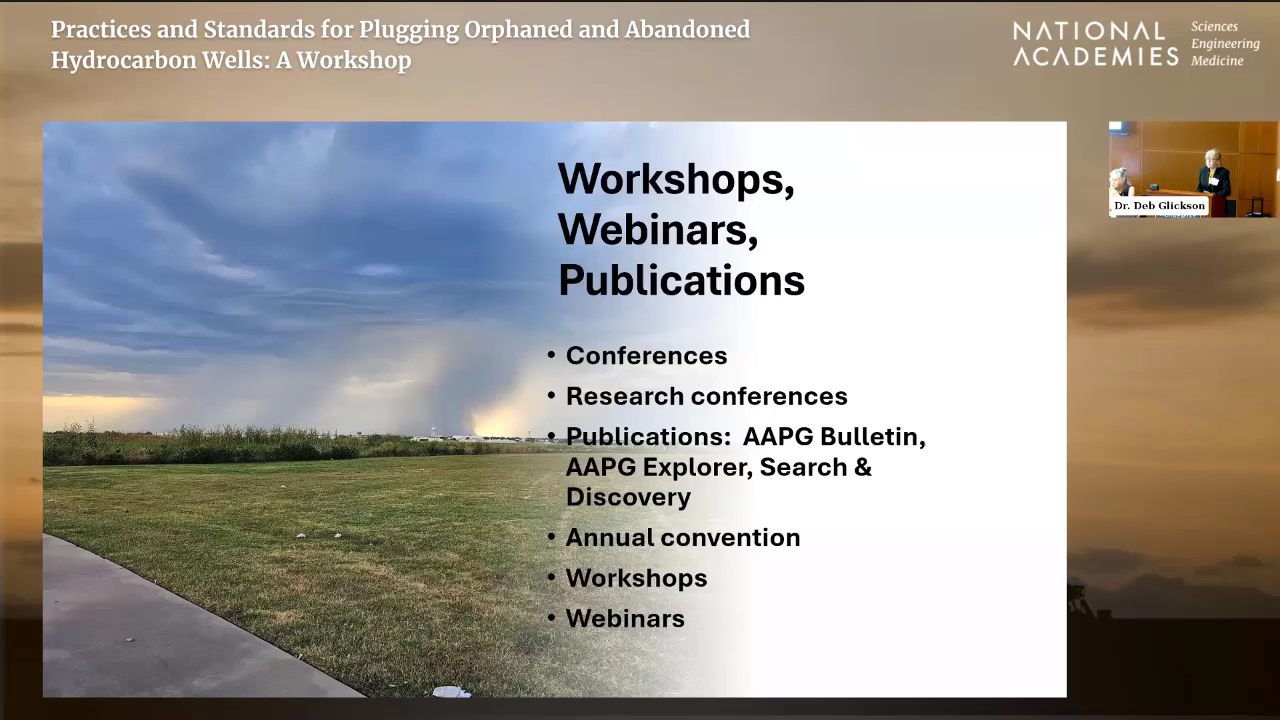 Practices and Standards for Plugging Orphaned and Abandoned
Hydrocarbon Wells: A Workshop
NATIONAL
ACADEMIES
Sciences
Engineering
Medicine
Workshops,
Webinars,
Publications
• Conferences
• Research conferences
• Publications:  AAPG Bulletin,
AAPG Explorer, Search &
Discovery
• Annual convention
• Workshops
• Webinars
Dr. Deb Glickson